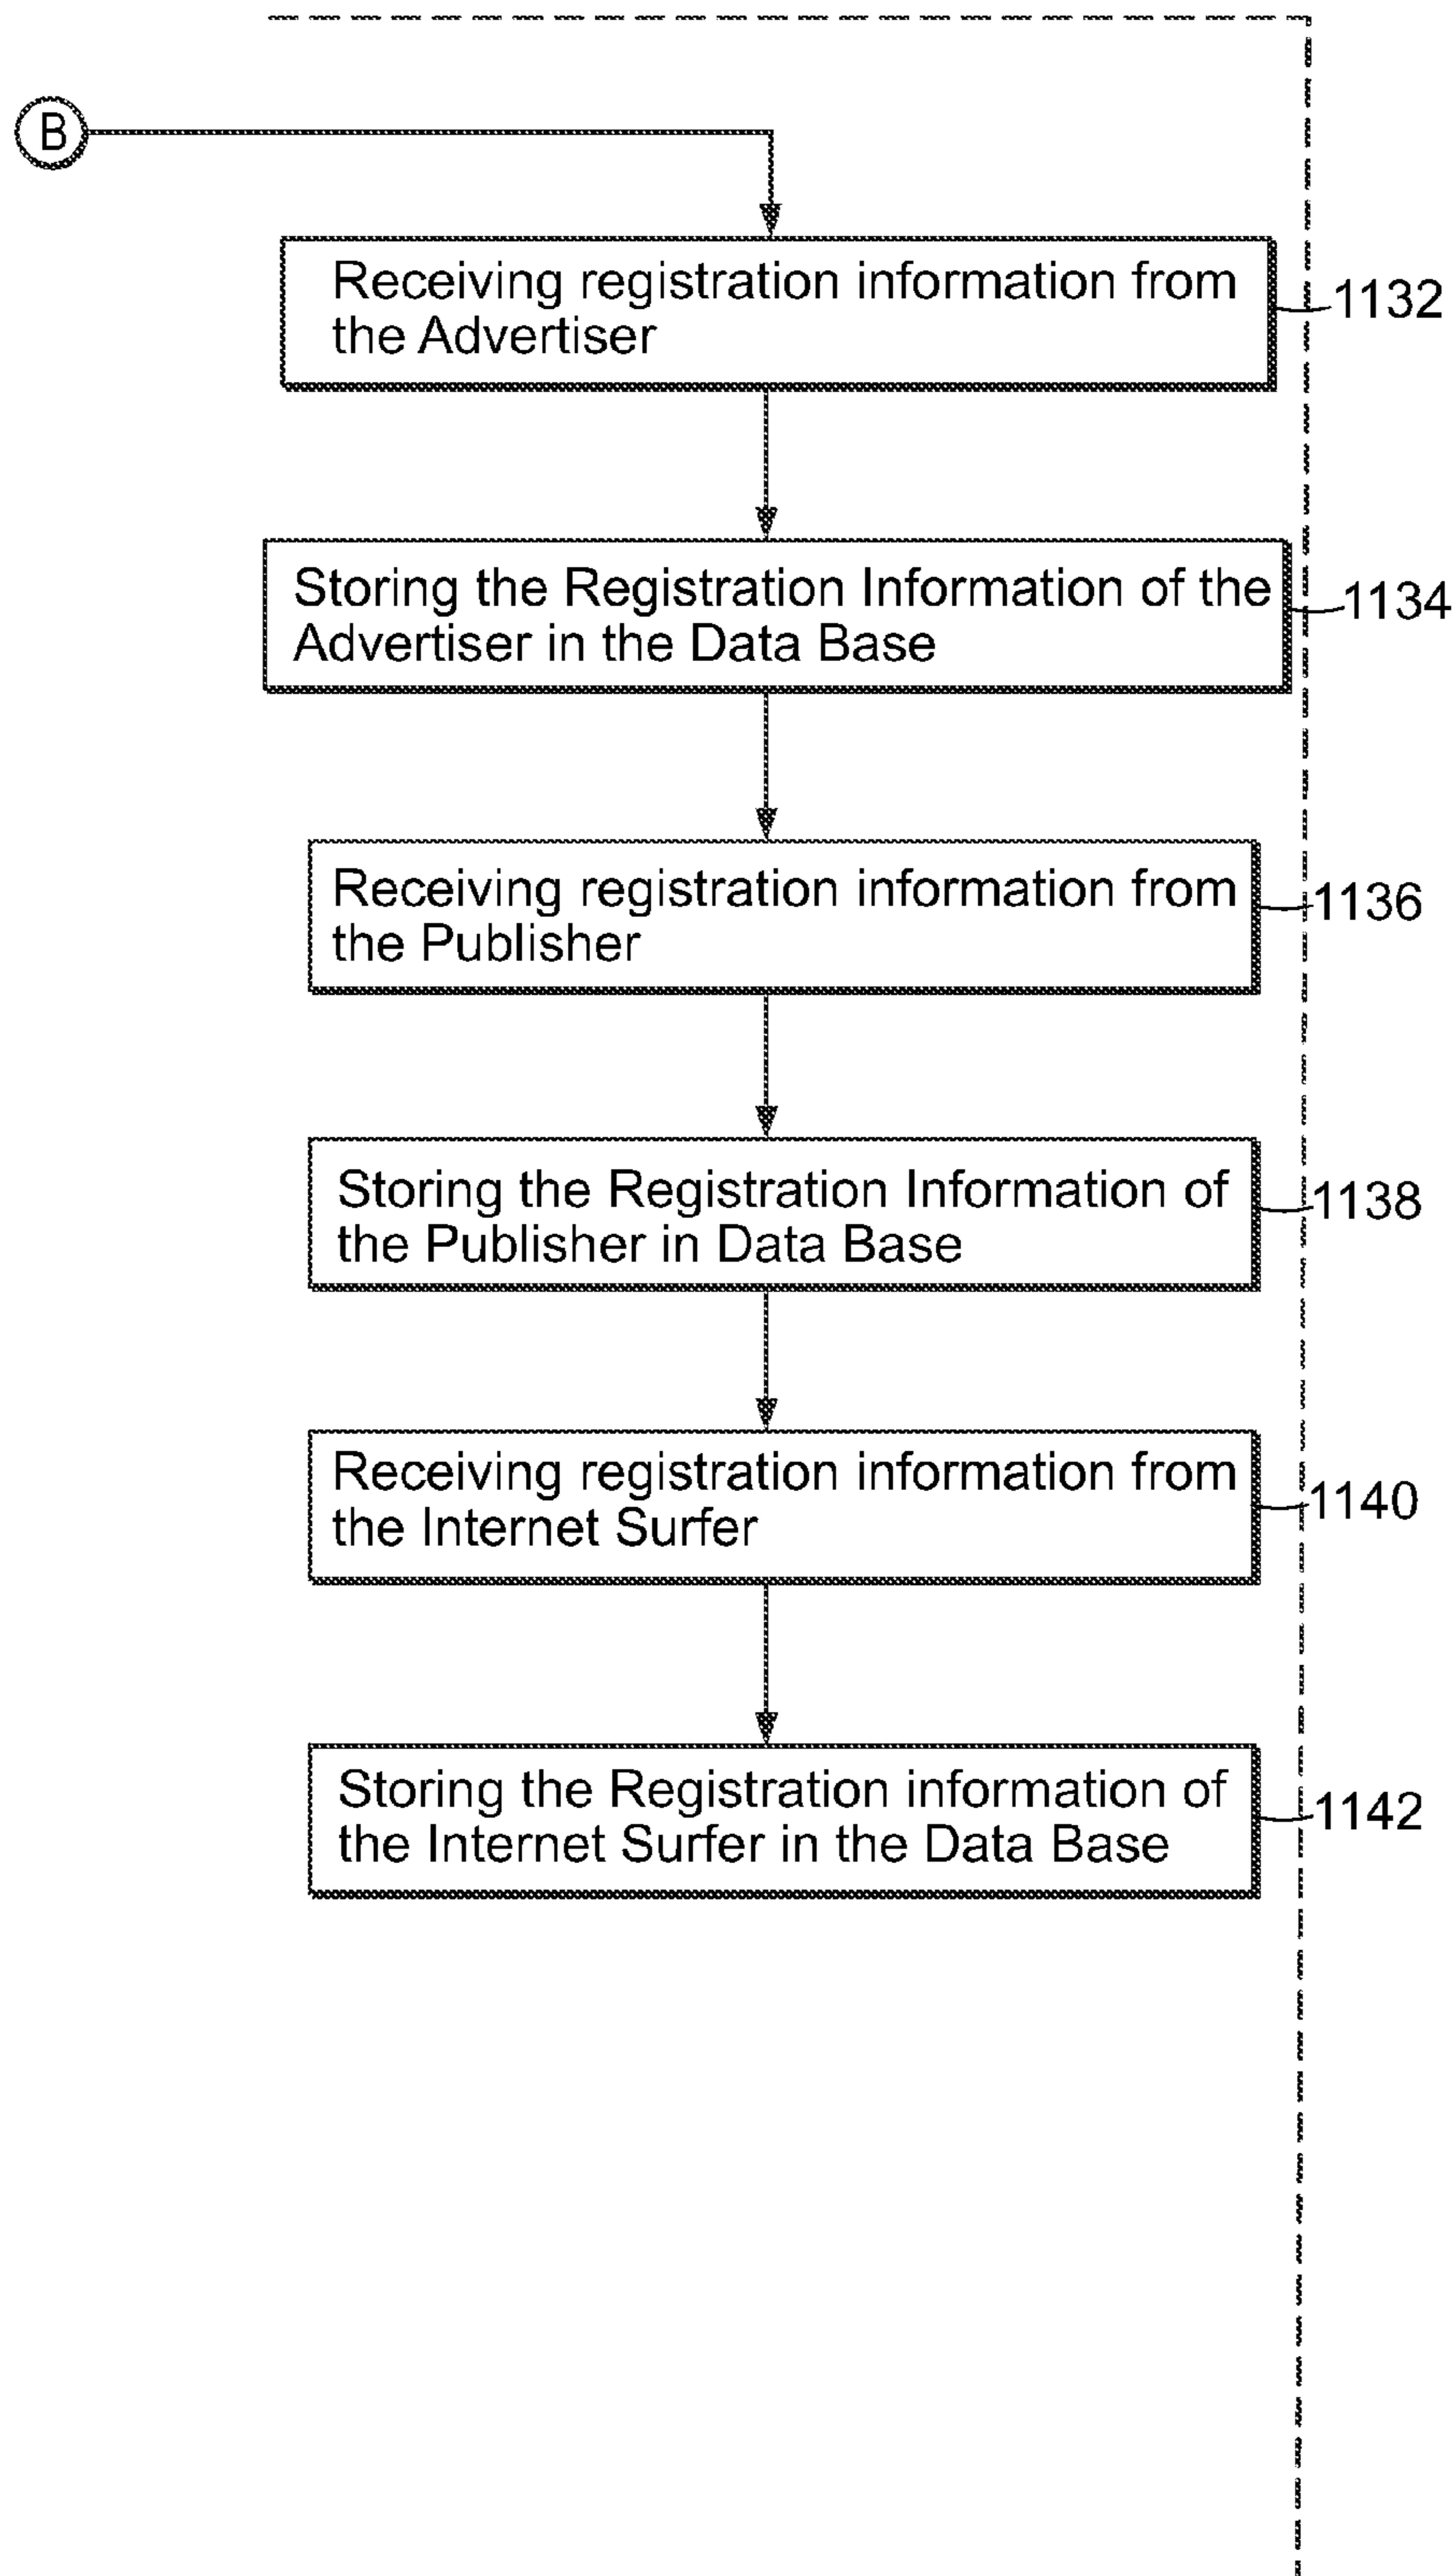 B
Receiving registration information from
the Advertiser
1132
Storing the Registration Information of the
Advertiser in the Data Base
1134
Receiving registration information from
the Publisher
1136
Storing the Registration Information of
the Publisher in Data Base
1138
Receiving registration information from
the Internet Surfer
1140
Storing the Registration information of
the Internet Surfer in the Data Base
1142